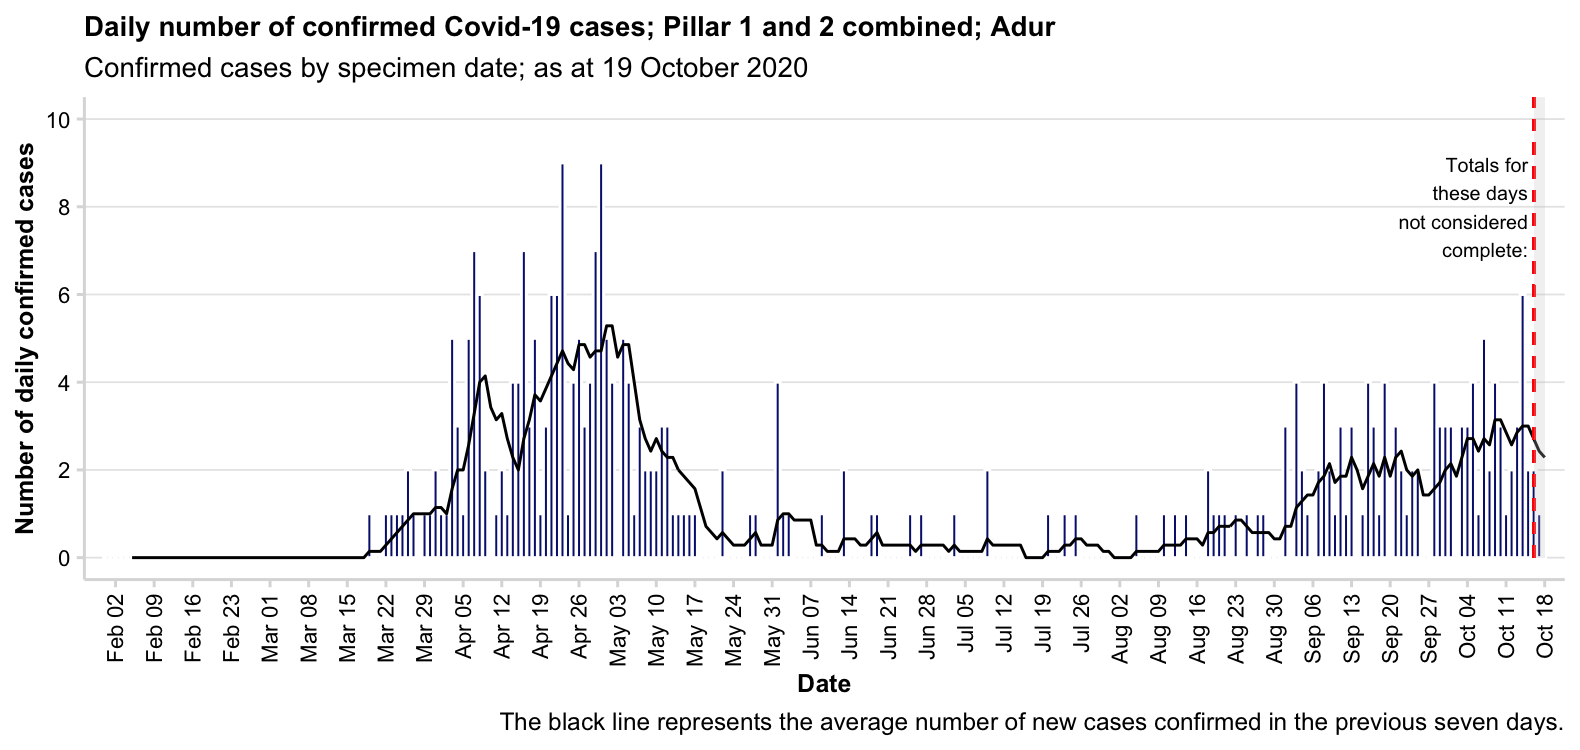 Daily number of confirmed Covid-19 cases; Pillar 1 and 2 combined; Adur
Confirmed cases by specimen date; as at 19 October 2020
Number of daily confirmed cases
10
8
6
4
2
0
Totals for
these days
not considered
complete:
Feb 02
Feb 09
Feb 16
Feb 23
Mar 01
Mar 08
Mar 15
Mar 22
Mar 29
Apr 05
Apr 12
Apr 19
Apr 26
May 03
May 10
May 17
May 24
May 31
Jun 07
Jun 14
Jun 21
Jun 28
Jul 05
Jul 12
Jul 19
Jul 26
Aug 02
Aug 09
Aug 16
Aug 23
Aug 30
Sep 06
Sep 13
Sep 20
Sep 27
Oct 04
Oct 11
Oct 18
Date
The black line represents the average number of new cases confirmed in the previous seven days.